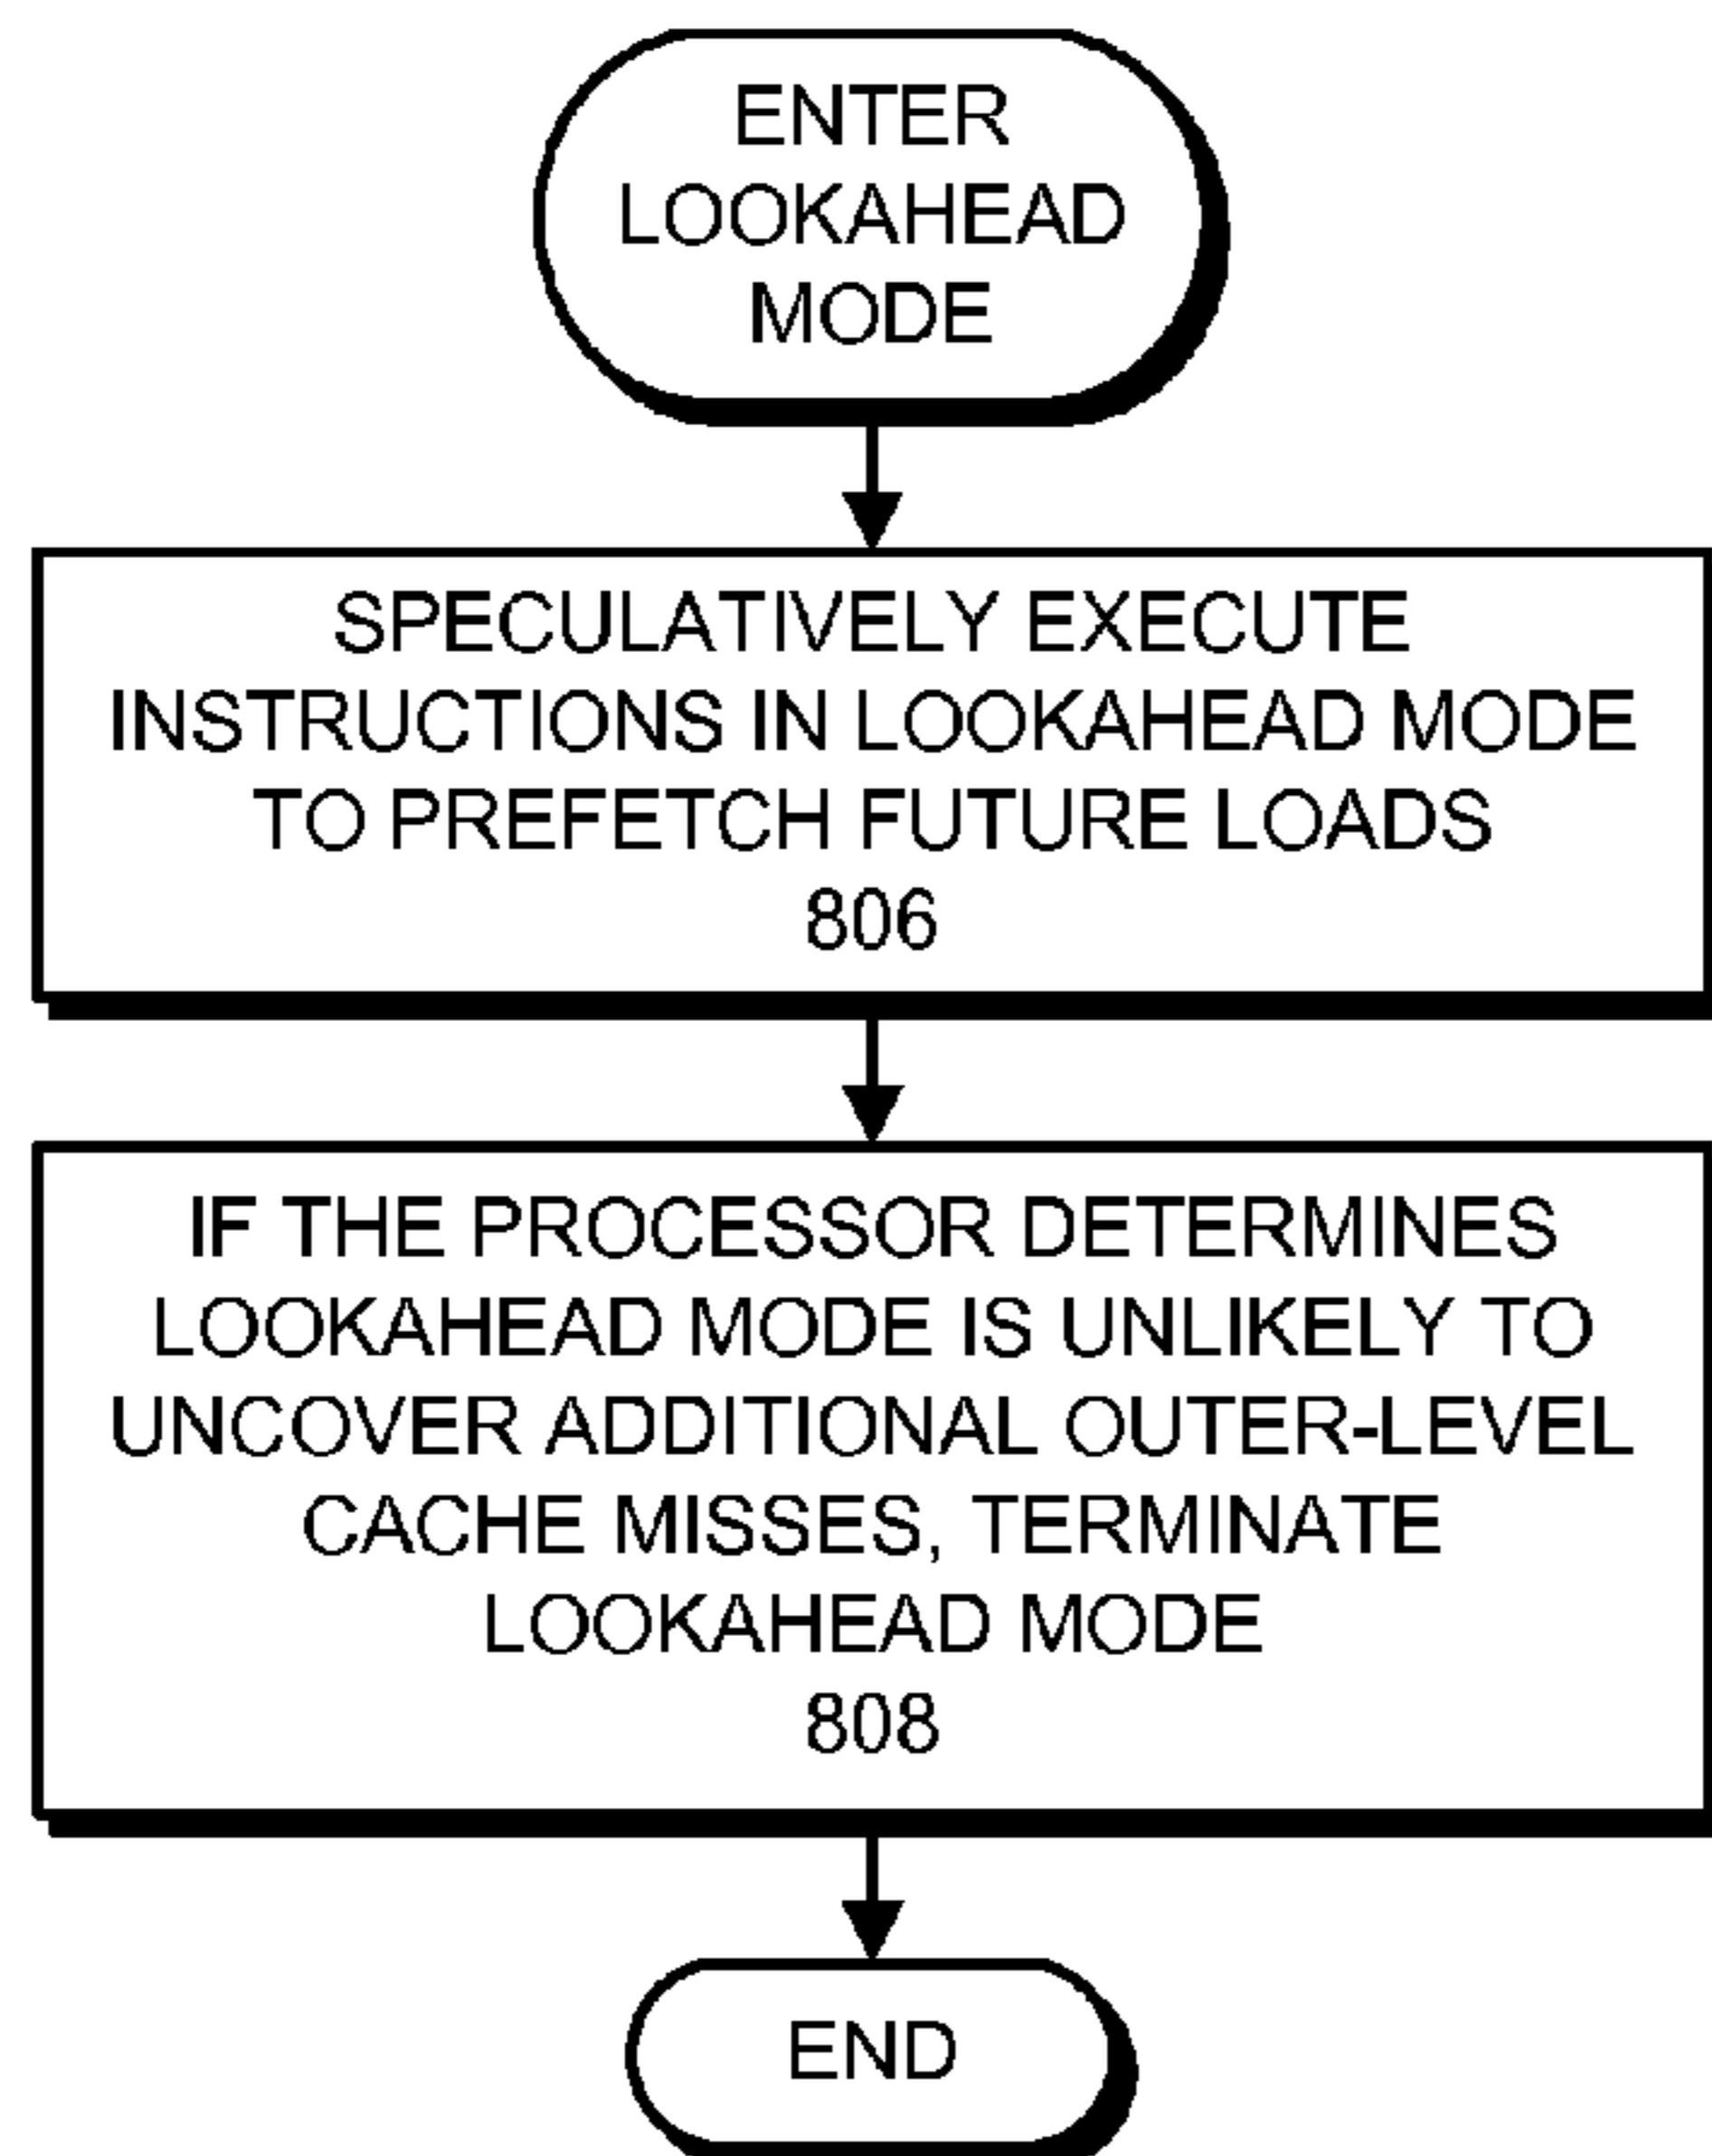 ENTER
LOOKAHEAD
MODE
SPECULATIVELY EXECUTE
INSTRUCTIONS IN LOOKAHEAD MODE
TO PREFETCH FUTURE LOADS
806
IF THE PROCESSOR DETERMINES
LOOKAHEAD MODE IS UNLIKELY TO
UNCOVER ADDITIONAL OUTER-LEVEL
CACHE MISSES, TERMINATE
LOOKAHEAD MODE
808
END